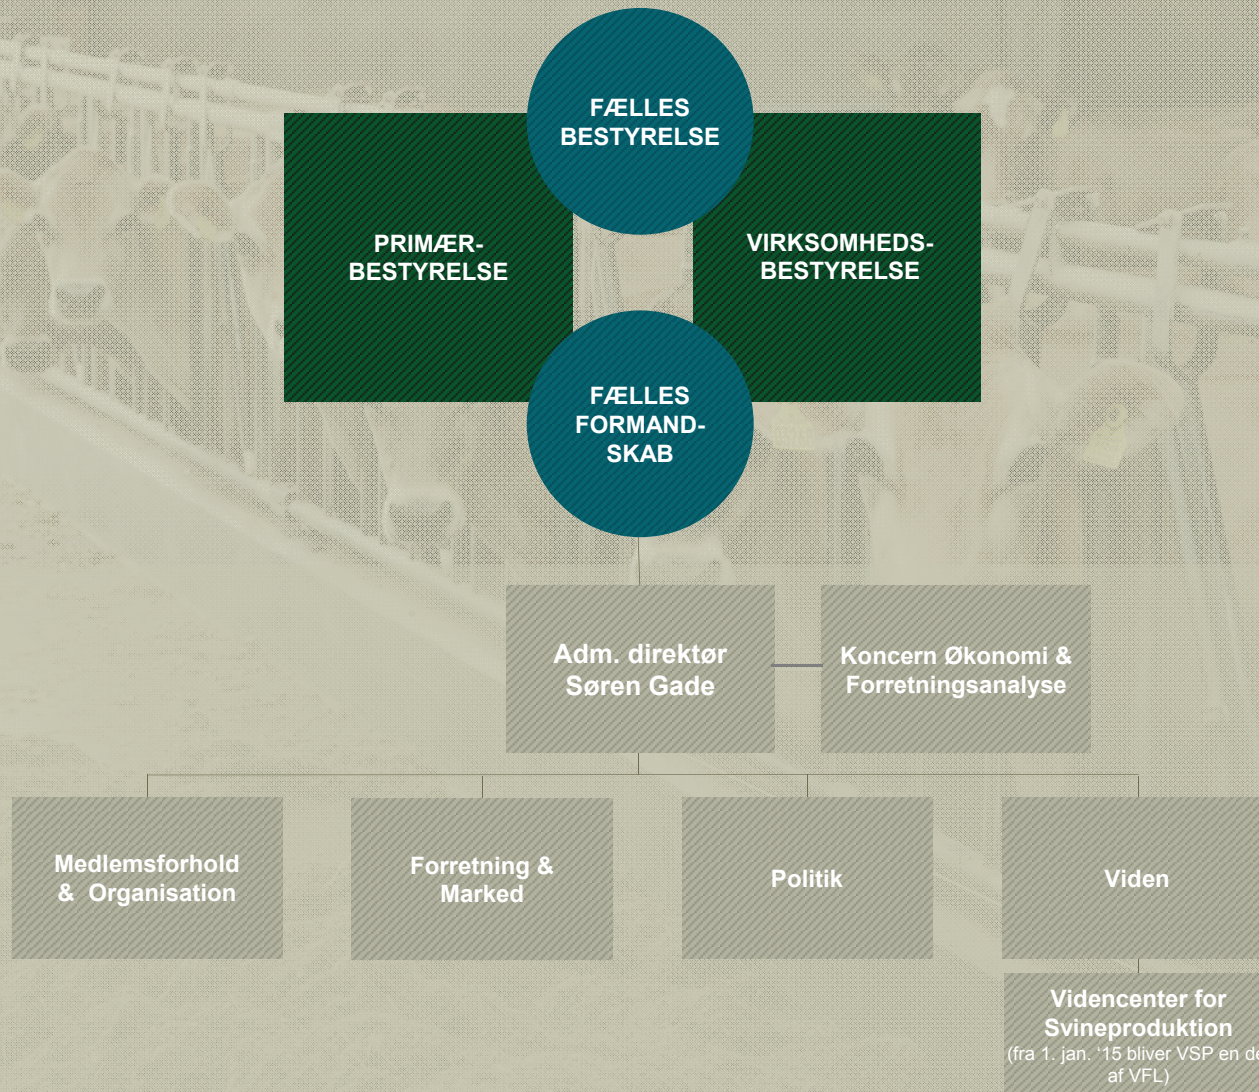 FÆLLES
BESTYRELSE
PRIMÆR-
BESTYRELSE
VIRKSOMHEDS-
BESTYRELSE
FÆLLES
FORMAND-
SKAB
Adm. direktør
Søren Gade
Koncern Økonomi &
Forretningsanalyse
Medlemsforhold
& Organisation
Forretning &
Marked
Politik
Viden
Videncenter for
Svineproduktion
(fra 1. jan. ‘15 bliver VSP en
af VFL)